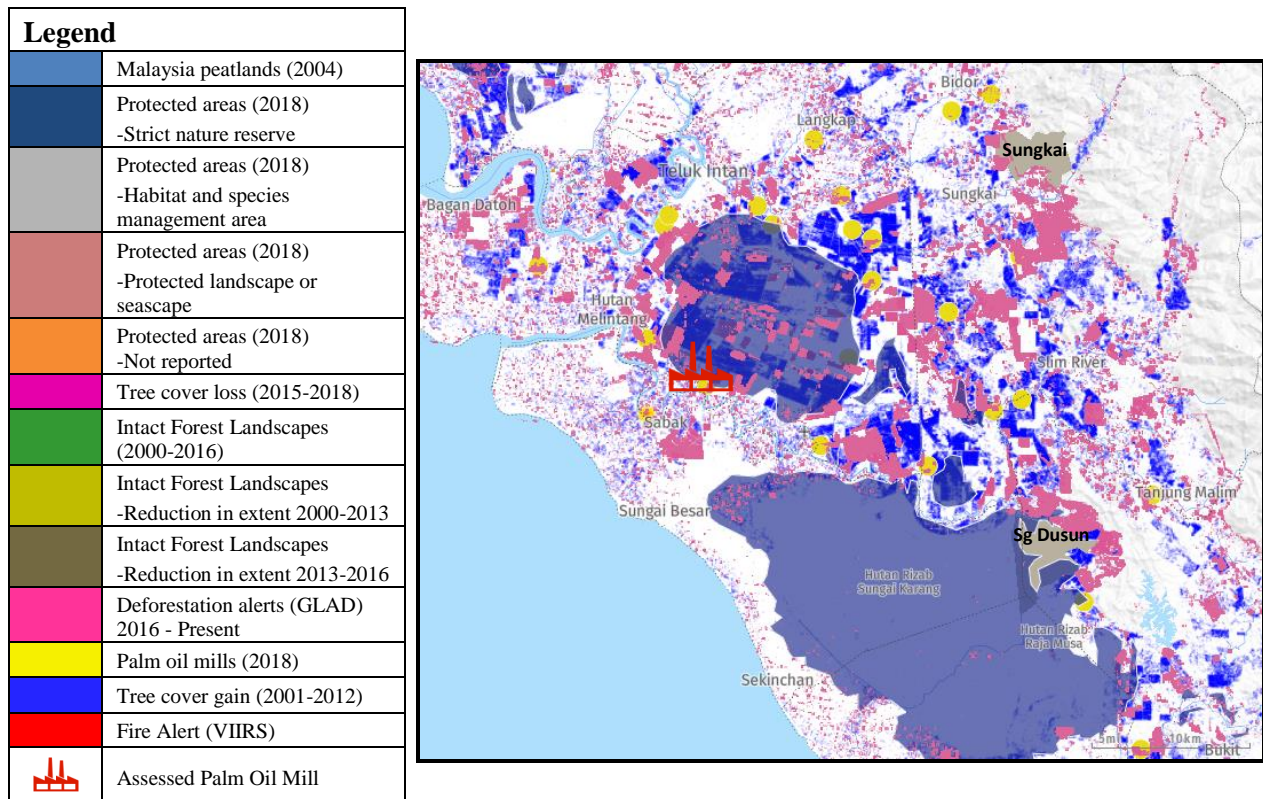 Legend
Malaysia peatlands (2004)
Protected areas (2018)
-Strict nature reserve
Protected areas (2018)
-Habitat and species
management area
Protected areas (2018)
-Protected landscape or
seascape
Protected areas (2018)
-Not reported
Tree cover loss (2015-2018)
Intact Forest Landscapes
(2000-2016)
Intact Forest Landscapes
-Reduction in extent 2000-2013
Intact Forest Landscapes
-Reduction in extent 2013-2016
Deforestation alerts (GLAD)
2016 - Present
Palm oil mills (2018)
Tree cover gain (2001-2012)
Fire Alert (VIIRS)
Assessed Palm Oil Mill
Bidor
Langkap
Sungkai
Teluk Intan
Sungkai
Bagan Datoh
Hutan
Melintang
Slim River
Sabak
Tanjung Malim
Sungai Besar
Sg Dusun
Hutan Rizab
Sungai Karang
Hutan Rizab
Raja Musa
Sekinchan
5mi
10km
Bukit